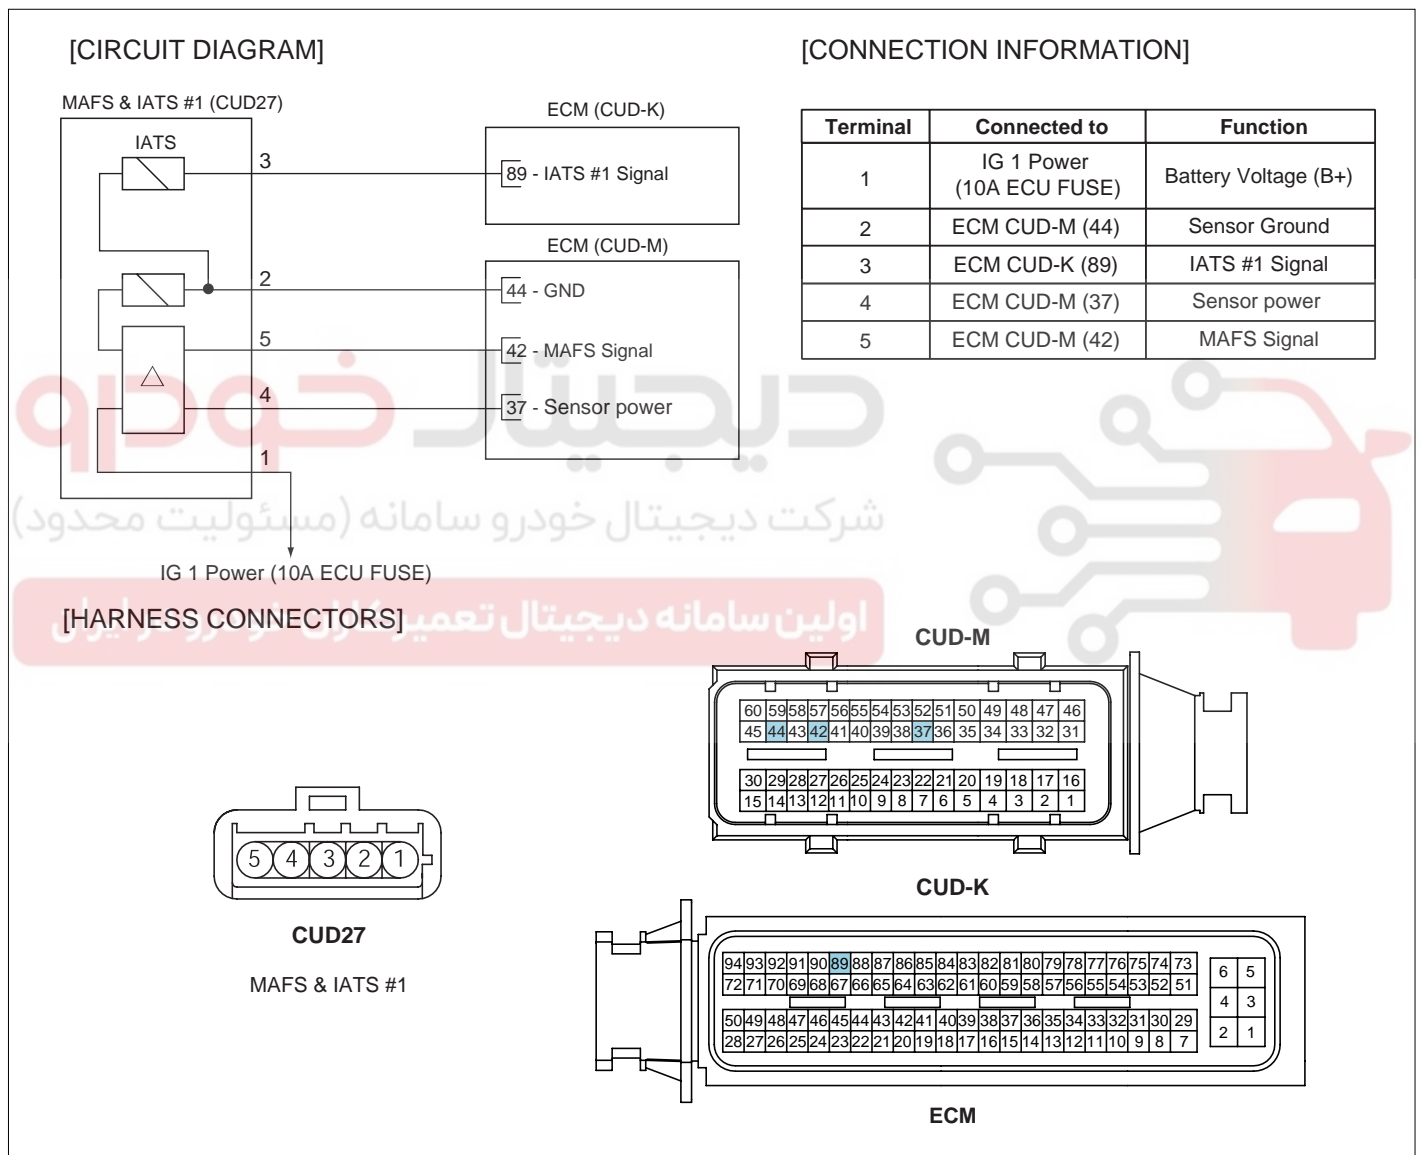 [CIRCUIT DIAGRAM]
MAFS & IATS #1 (CUD27)
IATS
3
2
5
4
1
ECM (CUD-K)
89 - IATS #1 Signal
ECM (CUD-M)
44 - GND
42 - MAFS Signal
37 - Sensor power
IG 1 Power (10A ECU FUSE)
[CONNECTION INFORMATION]
Terminal Connected to Function
1 IG 1 Power (10A ECU FUSE) Battery Voltage (B+)
2 ECM CUD-M (44) Sensor Ground
3 ECM CUD-K (89) IATS #1 Signal
4 ECM CUD-M (37) Sensor power
5 ECM CUD-M (42) MAFS Signal
دیجیتال خودرو
شرکت دیجیتال خودرو سامانه (مسئولیت محدود)
اولین سامانه دیجیتال تعمیرکاران خودرو در ایران
[HARNESS CONNECTORS]
5 4 3 2 1
CUD27
MAFS & IATS #1
CUD-M
60 59 58 57 56 55 54 53 52 51 50 49 48 47 46
45 44 43 42 41 40 39 38 37 36 35 34 33 32 31
30 29 28 27 26 25 24 23 22 21 20 19 18 17 16
15 14 13 12 11 10 9 8 7 6 5 4 3 2 1
CUD-K
94 93 92 91 90 89 88 87 86 85 84 83 82 81 80 79 78 77 76 75 74 73
72 71 70 69 68 67 66 65 64 63 62 61 60 59 58 57 56 55 54 53 52 51
50 49 48 47 46 45 44 43 42 41 40 39 38 37 36 35 34 33 32 31 30 29
28 27 26 25 24 23 22 21 20 19 18 17 16 15 14 13 12 11 10 9 8 7
6 5
4 3
2 1
ECM